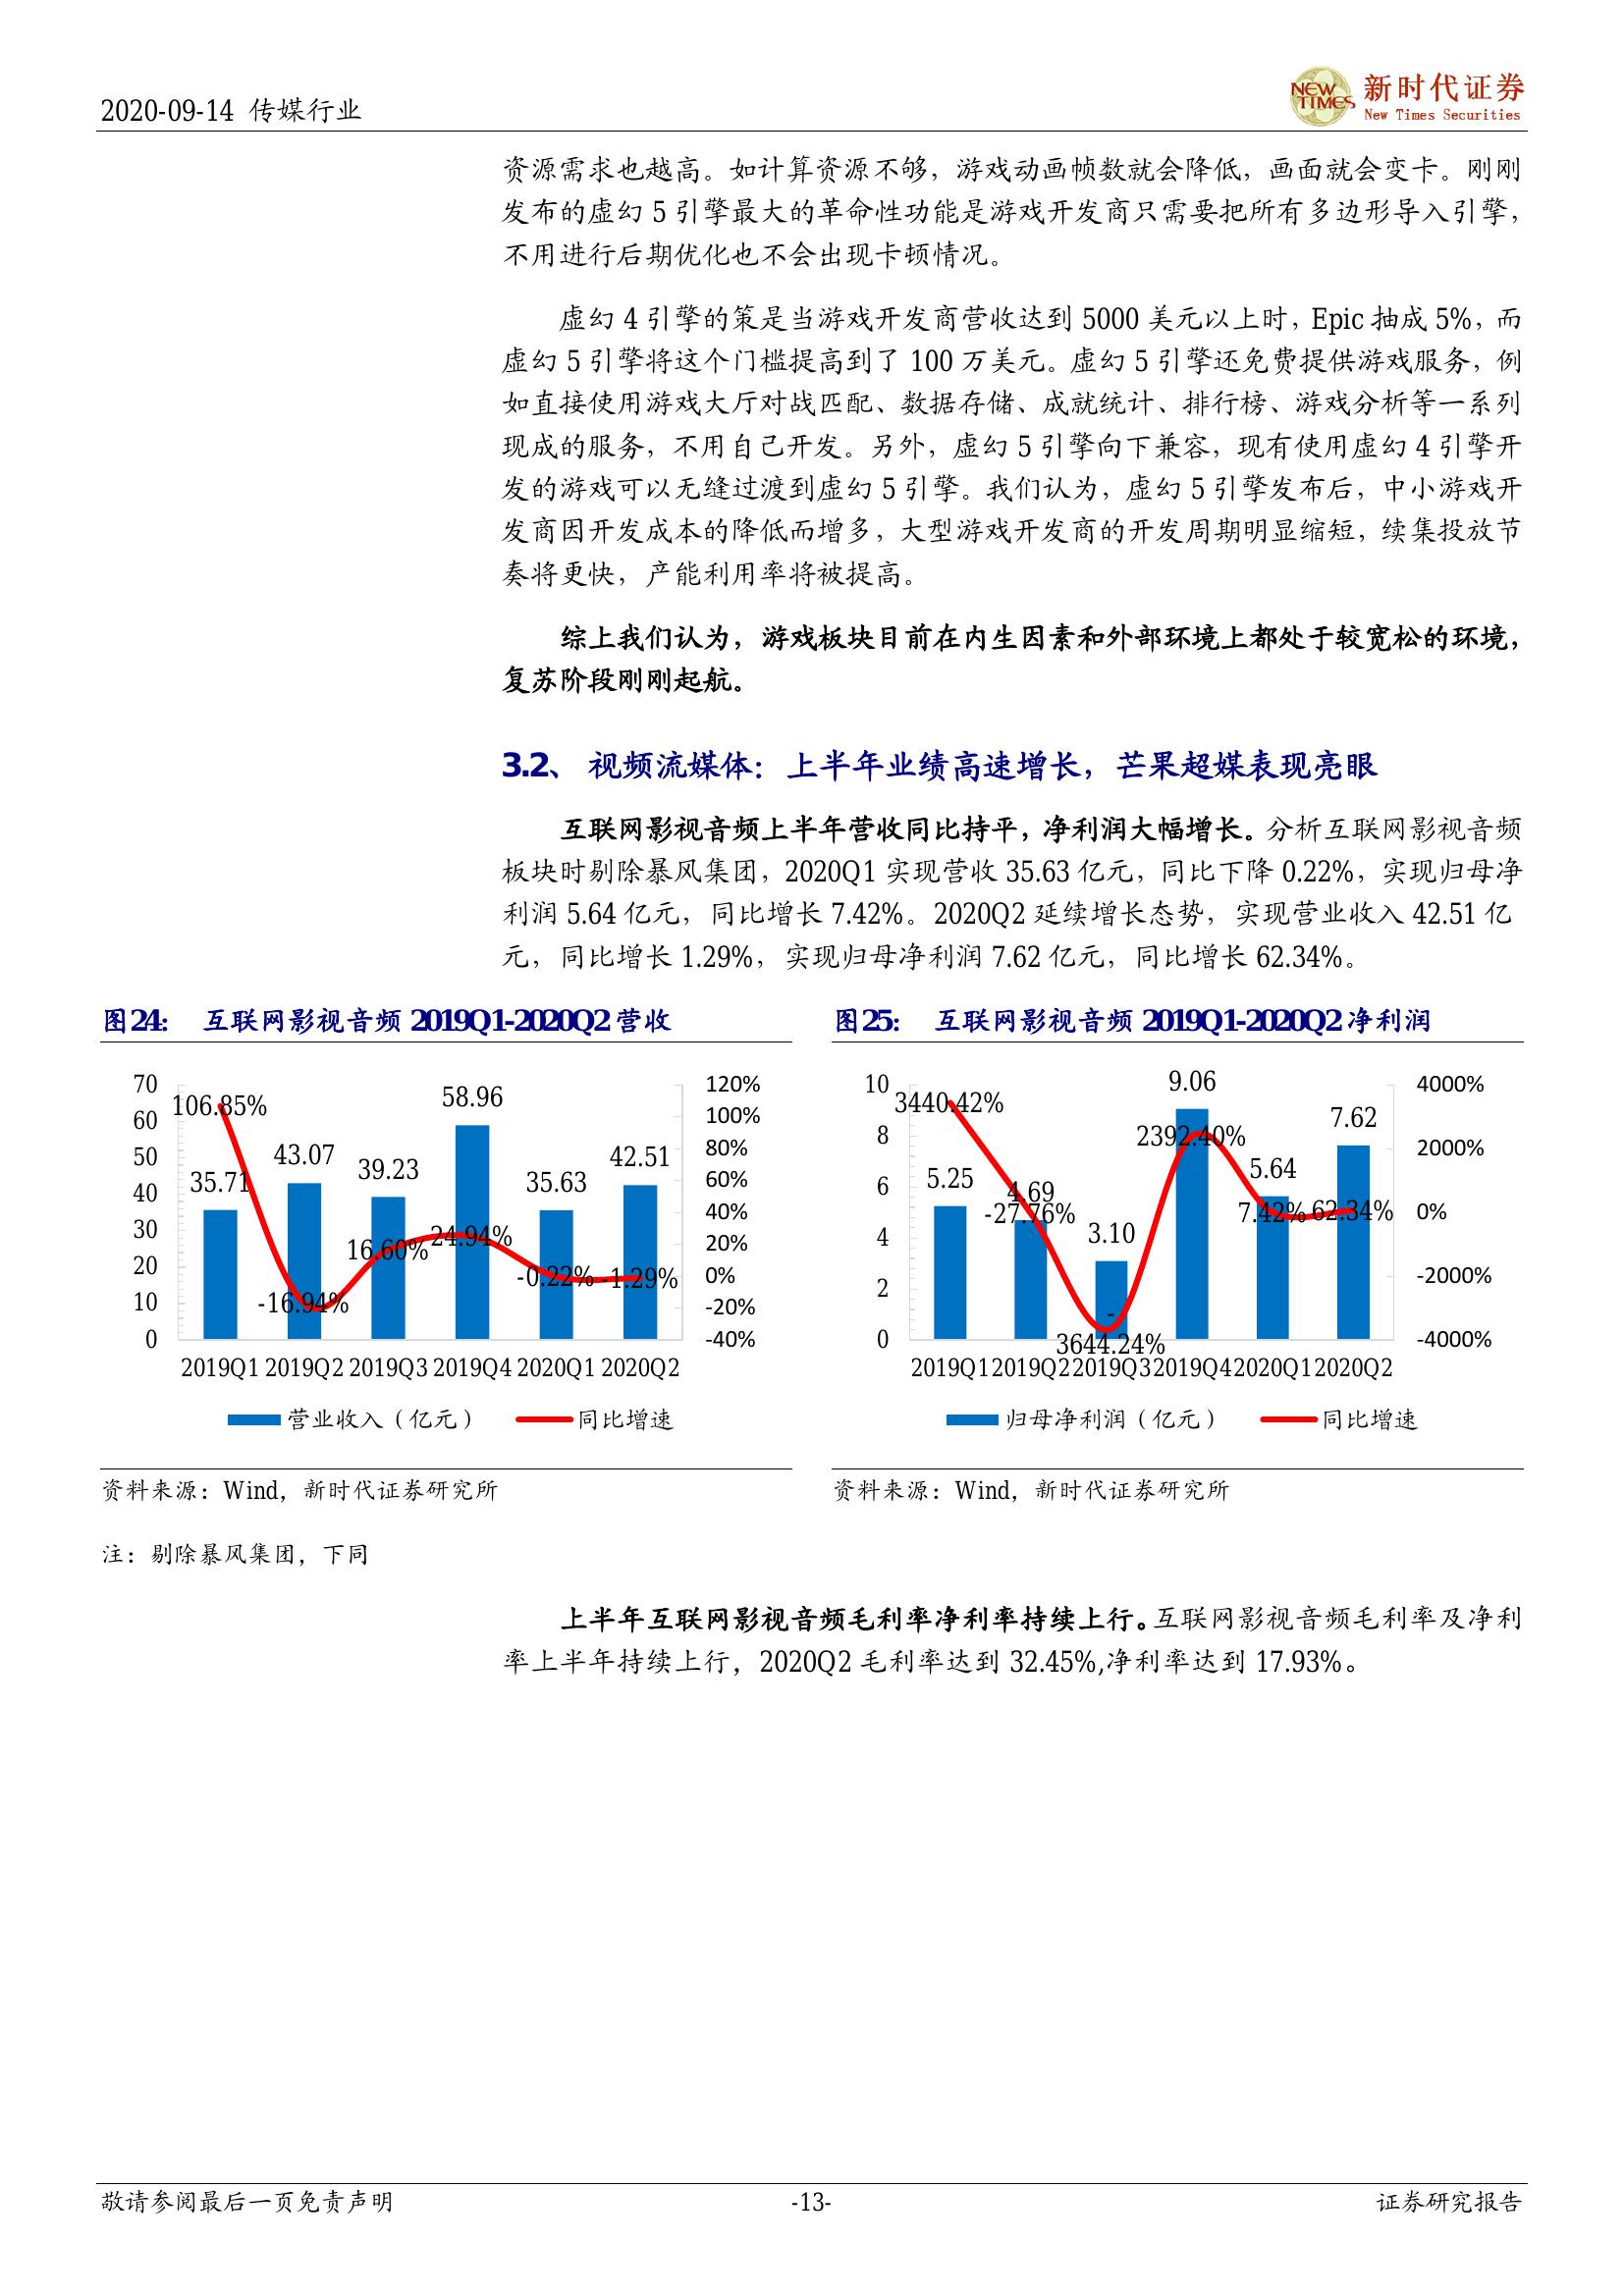 2020-09-14 传媒行业
NEW TIMES
新时代证券
New Times Securities
资源需求也越高。如计算资源不够，游戏动画帧数就会降低，画面就会变卡。刚刚
发布的虚幻 5 引擎最大的革命性功能是游戏开发商只需要把所有多边形导入引擎，
不用进行后期优化也不会出现卡顿情况。
虚幻 4 引擎的策是当游戏开发商营收达到 5000 美元以上时，Epic 抽成 5%，而
虚幻 5 引擎将这个门槛提高到了 100 万美元。虚幻 5 引擎还免费提供游戏服务，例
如直接使用游戏大厅对战匹配、数据存储、成就统计、排行榜、游戏分析等一系列
现成的服务，不用自己开发。另外，虚幻 5 引擎向下兼容，现有使用虚幻 4 引擎开
发的游戏可以无缝过渡到虚幻 5 引擎。我们认为，虚幻 5 引擎发布后，中小游戏开
发商因开发成本的降低而增多，大型游戏开发商的开发周期明显缩短，续集投放节
奏将更快，产能利用率将被提高。
综上我们认为，游戏板块目前在内生因素和外部环境上都处于较宽松的环境，
复苏阶段刚刚起航。
3.2、 视频流媒体：上半年业绩高速增长，芒果超媒表现亮眼
互联网影视音频上半年营收同比持平，净利润大幅增长。分析互联网影视音频
板块时剔除暴风集团，2020Q1 实现营收 35.63 亿元，同比下降 0.22%，实现归母净
利润 5.64 亿元，同比增长 7.42%。2020Q2 延续增长态势，实现营业收入 42.51 亿
元，同比增长 1.29%，实现归母净利润 7.62 亿元，同比增长 62.34%。
图24： 互联网影视音频 2019Q1-2020Q2 营收
70
60
50
40
30
20
10
0
106.85%
-16.94%
16.60%
24.94%
-0.22%
-1.29%
35.71
43.07
39.23
58.96
35.63
42.51
120%
100%
80%
60%
40%
20%
0%
-20%
-40%
2019Q1 2019Q2 2019Q3 2019Q4 2020Q1 2020Q2
营业收入（亿元） 同比增速
资料来源：Wind，新时代证券研究所
图25： 互联网影视音频 2019Q1-2020Q2 净利润
10
8
6
4
2
0
3440.42%
-27.76%
-
3644.24%
2392.40%
7.42%
62.34%
5.25
4.69
3.10
9.06
5.64
7.62
4000%
2000%
0%
-2000%
-4000%
2019Q1 2019Q2 2019Q3 2019Q4 2020Q1 2020Q2
归母净利润（亿元） 同比增速
资料来源：Wind，新时代证券研究所
注：剔除暴风集团，下同
上半年互联网影视音频毛利率净利率持续上行。互联网影视音频毛利率及净利
率上半年持续上行，2020Q2 毛利率达到 32.45%,净利率达到 17.93%。
敬请参阅最后一页免责声明
-13-
证券研究报告